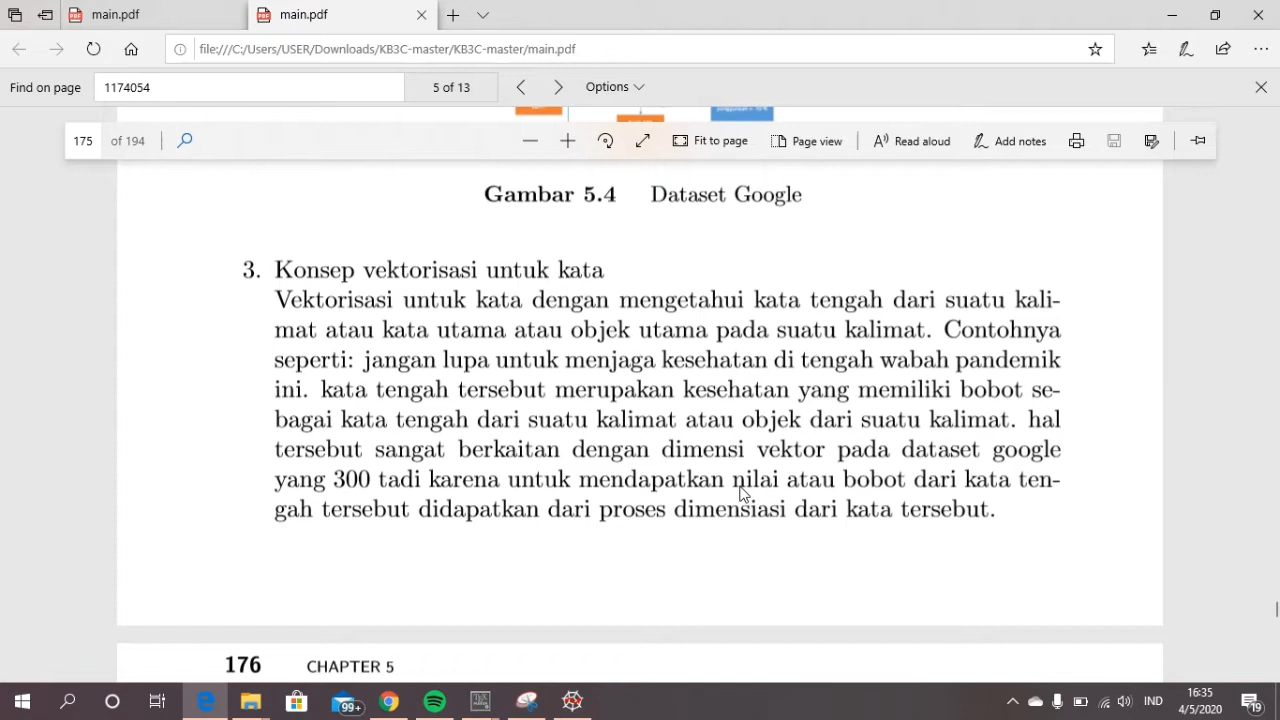 main.pdf
main.pdf
file:///C:/Users/USER/Downloads/KB3C-master/KB3C-master/main.pdf
Find on page
1174054
5 of 13
Options
175 of 194
Fit to page
Page view
Read aloud
Add notes
Gambar 5.4 Dataset Google
3. Konsep vektorisasi untuk kata
Vektorisasi untuk kata dengan mengetahui kata tengah dari suatu kali-
mat atau kata utama atau objek utama pada suatu kalimat. Contohnya
seperti: jangan lupa untuk menjaga kesehatan di tengah wabah pandemik
ini. kata tengah tersebut merupakan kesehatan yang memiliki bobot se-
bagai kata tengah dari suatu kalimat atau objek dari suatu kalimat. hal
tersebut sangat berkaitan dengan dimensi vektor pada dataset google
yang 300 tadi karena untuk mendapatkan nilai atau bobot dari kata ten-
gah tersebut didapatkan dari proses dimensiasi dari kata tersebut.
176 CHAPTER 5
99+
IND
16:35
4/5/2020
19